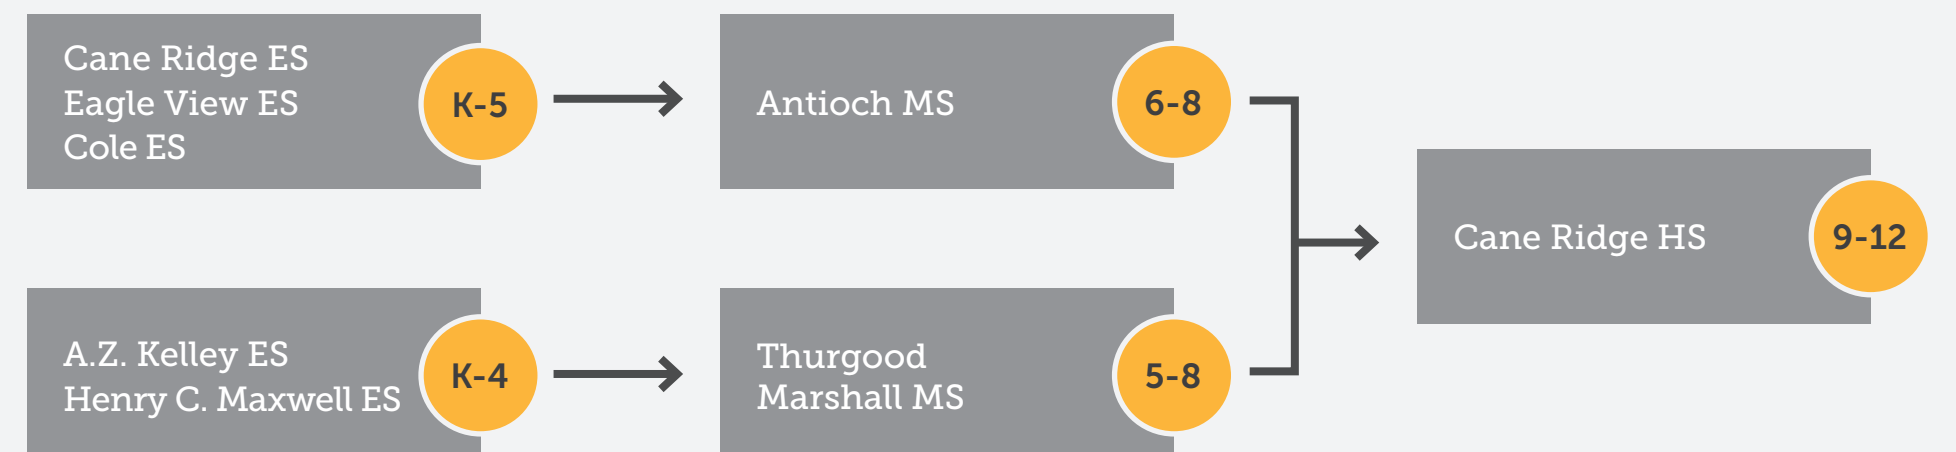 Cane Ridge ES
Eagle View ES
Cole ES
K-5
Antioch MS
6-8
Cane Ridge HS
9-12
A.Z. Kelley ES
Henry C. Maxwell ES
K-4
Thurgood
Marshall MS
5-8